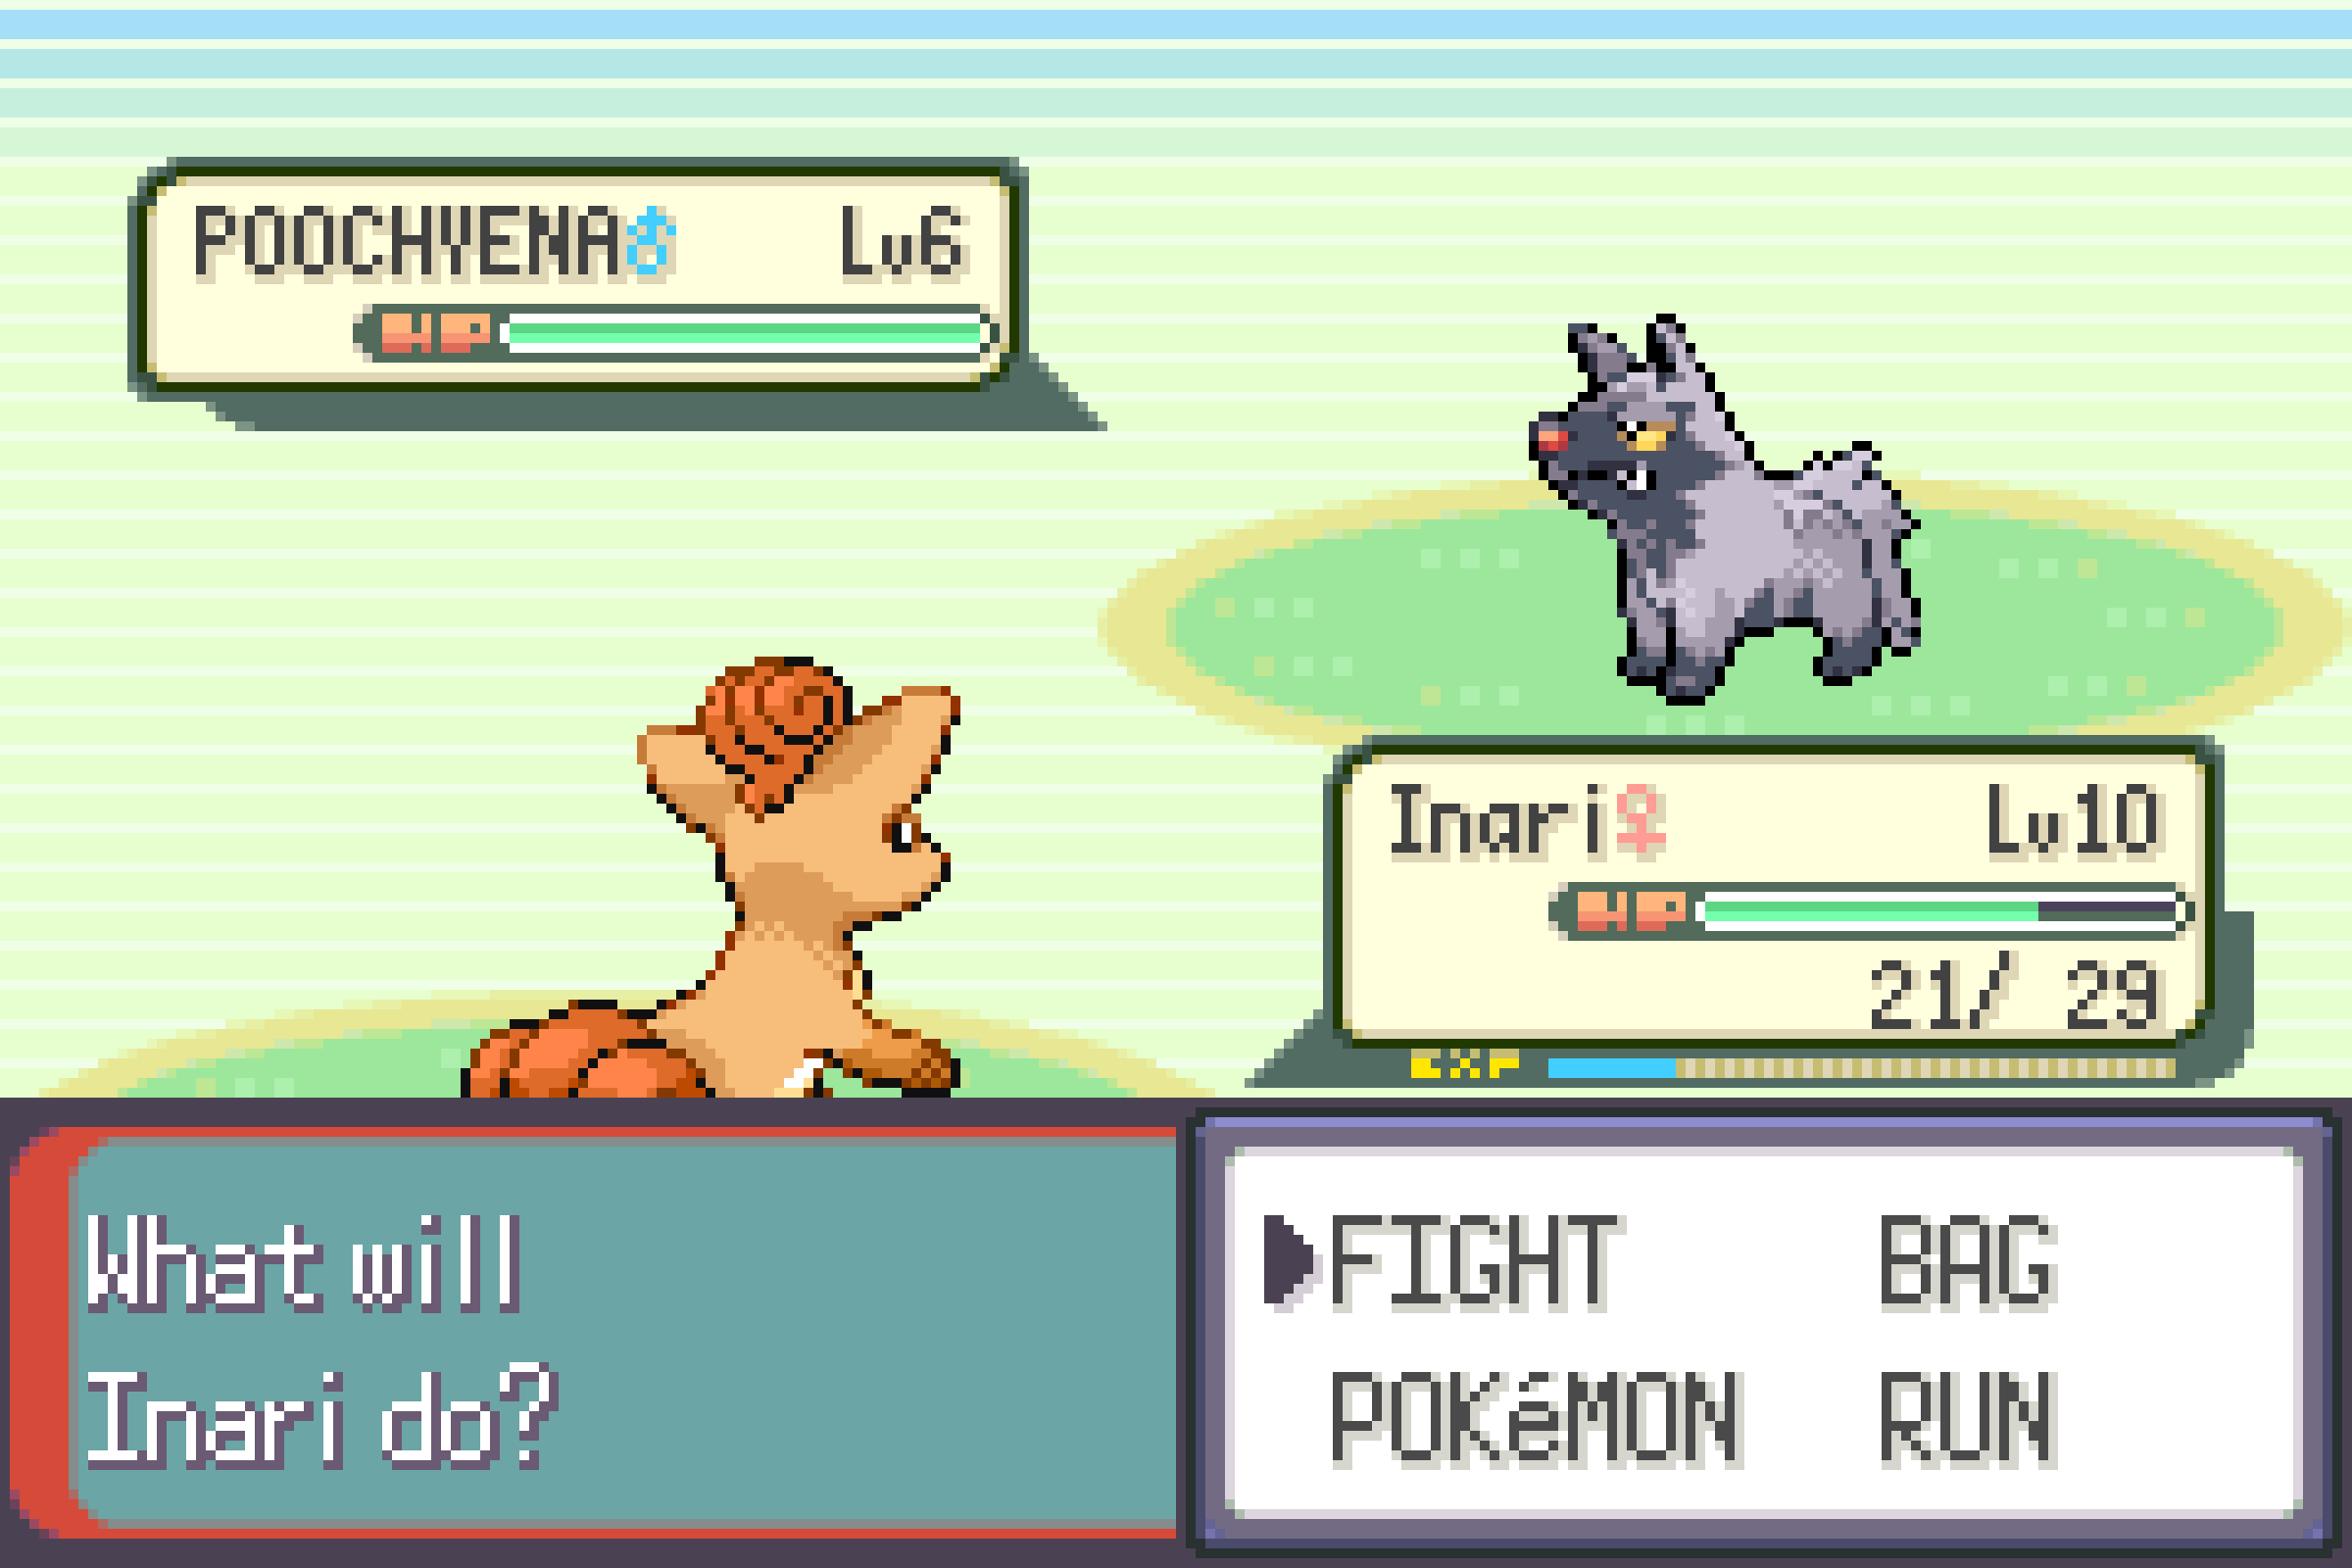 POOCHYENA♂ Lv6
HP
Inari♀ Lv10
HP
21/ 29
EXP
What will
Inari do?
▶FIGHT BAG
POKéMON RUN